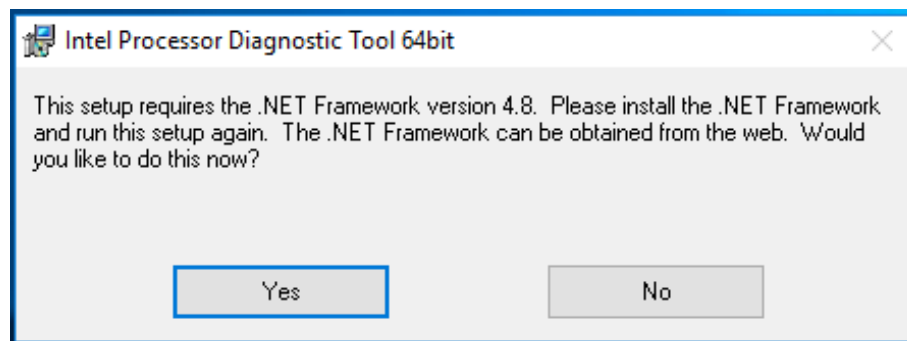 Intel Processor Diagnostic Tool 64bit
This setup requires the .NET Framework version 4.8.  Please install the .NET Framework
and run this setup again.  The .NET Framework can be obtained from the web.  Would
you like to do this now?
Yes
No